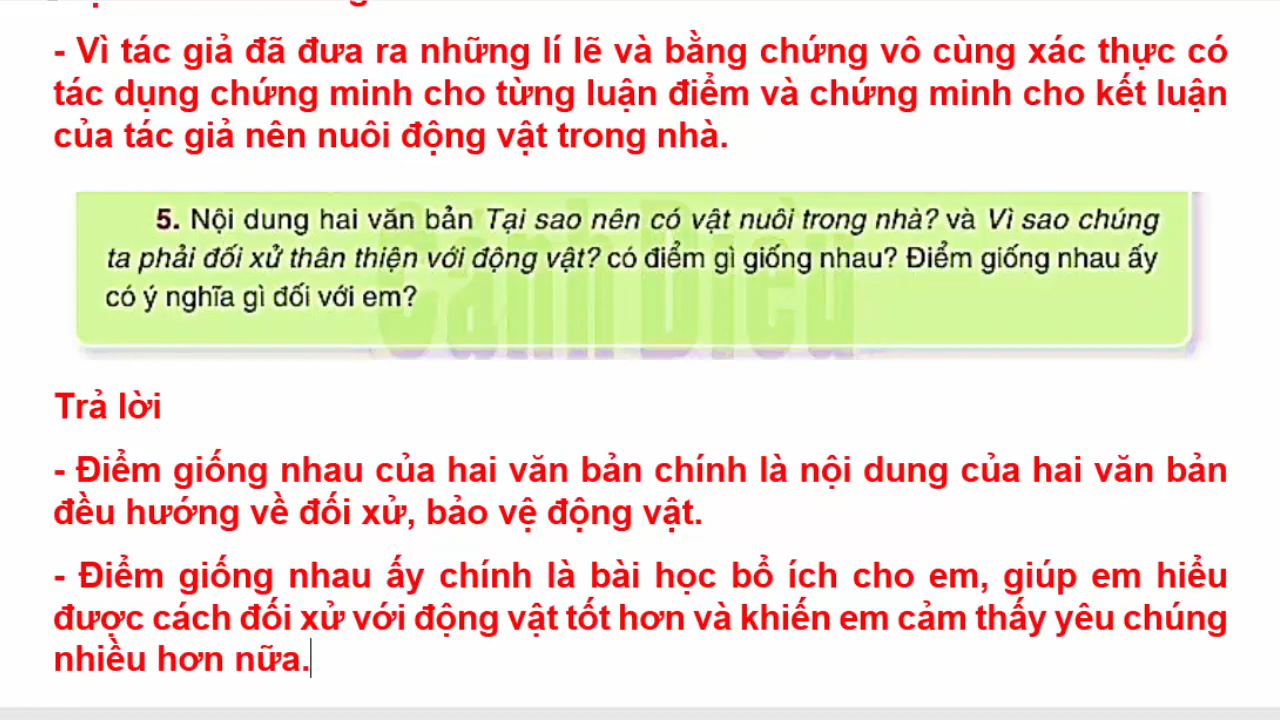 - Vì tác giả đã đưa ra những lí lẽ và bằng chứng vô cùng xác thực có
tác dụng chứng minh cho từng luận điểm và chứng minh cho kết luận
của tác giả nên nuôi động vật trong nhà.
5. Nội dung hai văn bản Tại sao nên có vật nuôi trong nhà? và Vì sao chúng
ta phải đối xử thân thiện với động vật? có điểm gì giống nhau? Điểm giống nhau ấy
có ý nghĩa gì đối với em?
Cánh Diều
Trả lời
- Điểm giống nhau của hai văn bản chính là nội dung của hai văn bản
đều hướng về đối xử, bảo vệ động vật.
- Điểm giống nhau ấy chính là bài học bổ ích cho em, giúp em hiểu
được cách đối xử với động vật tốt hơn và khiến em cảm thấy yêu chúng
nhiều hơn nữa.